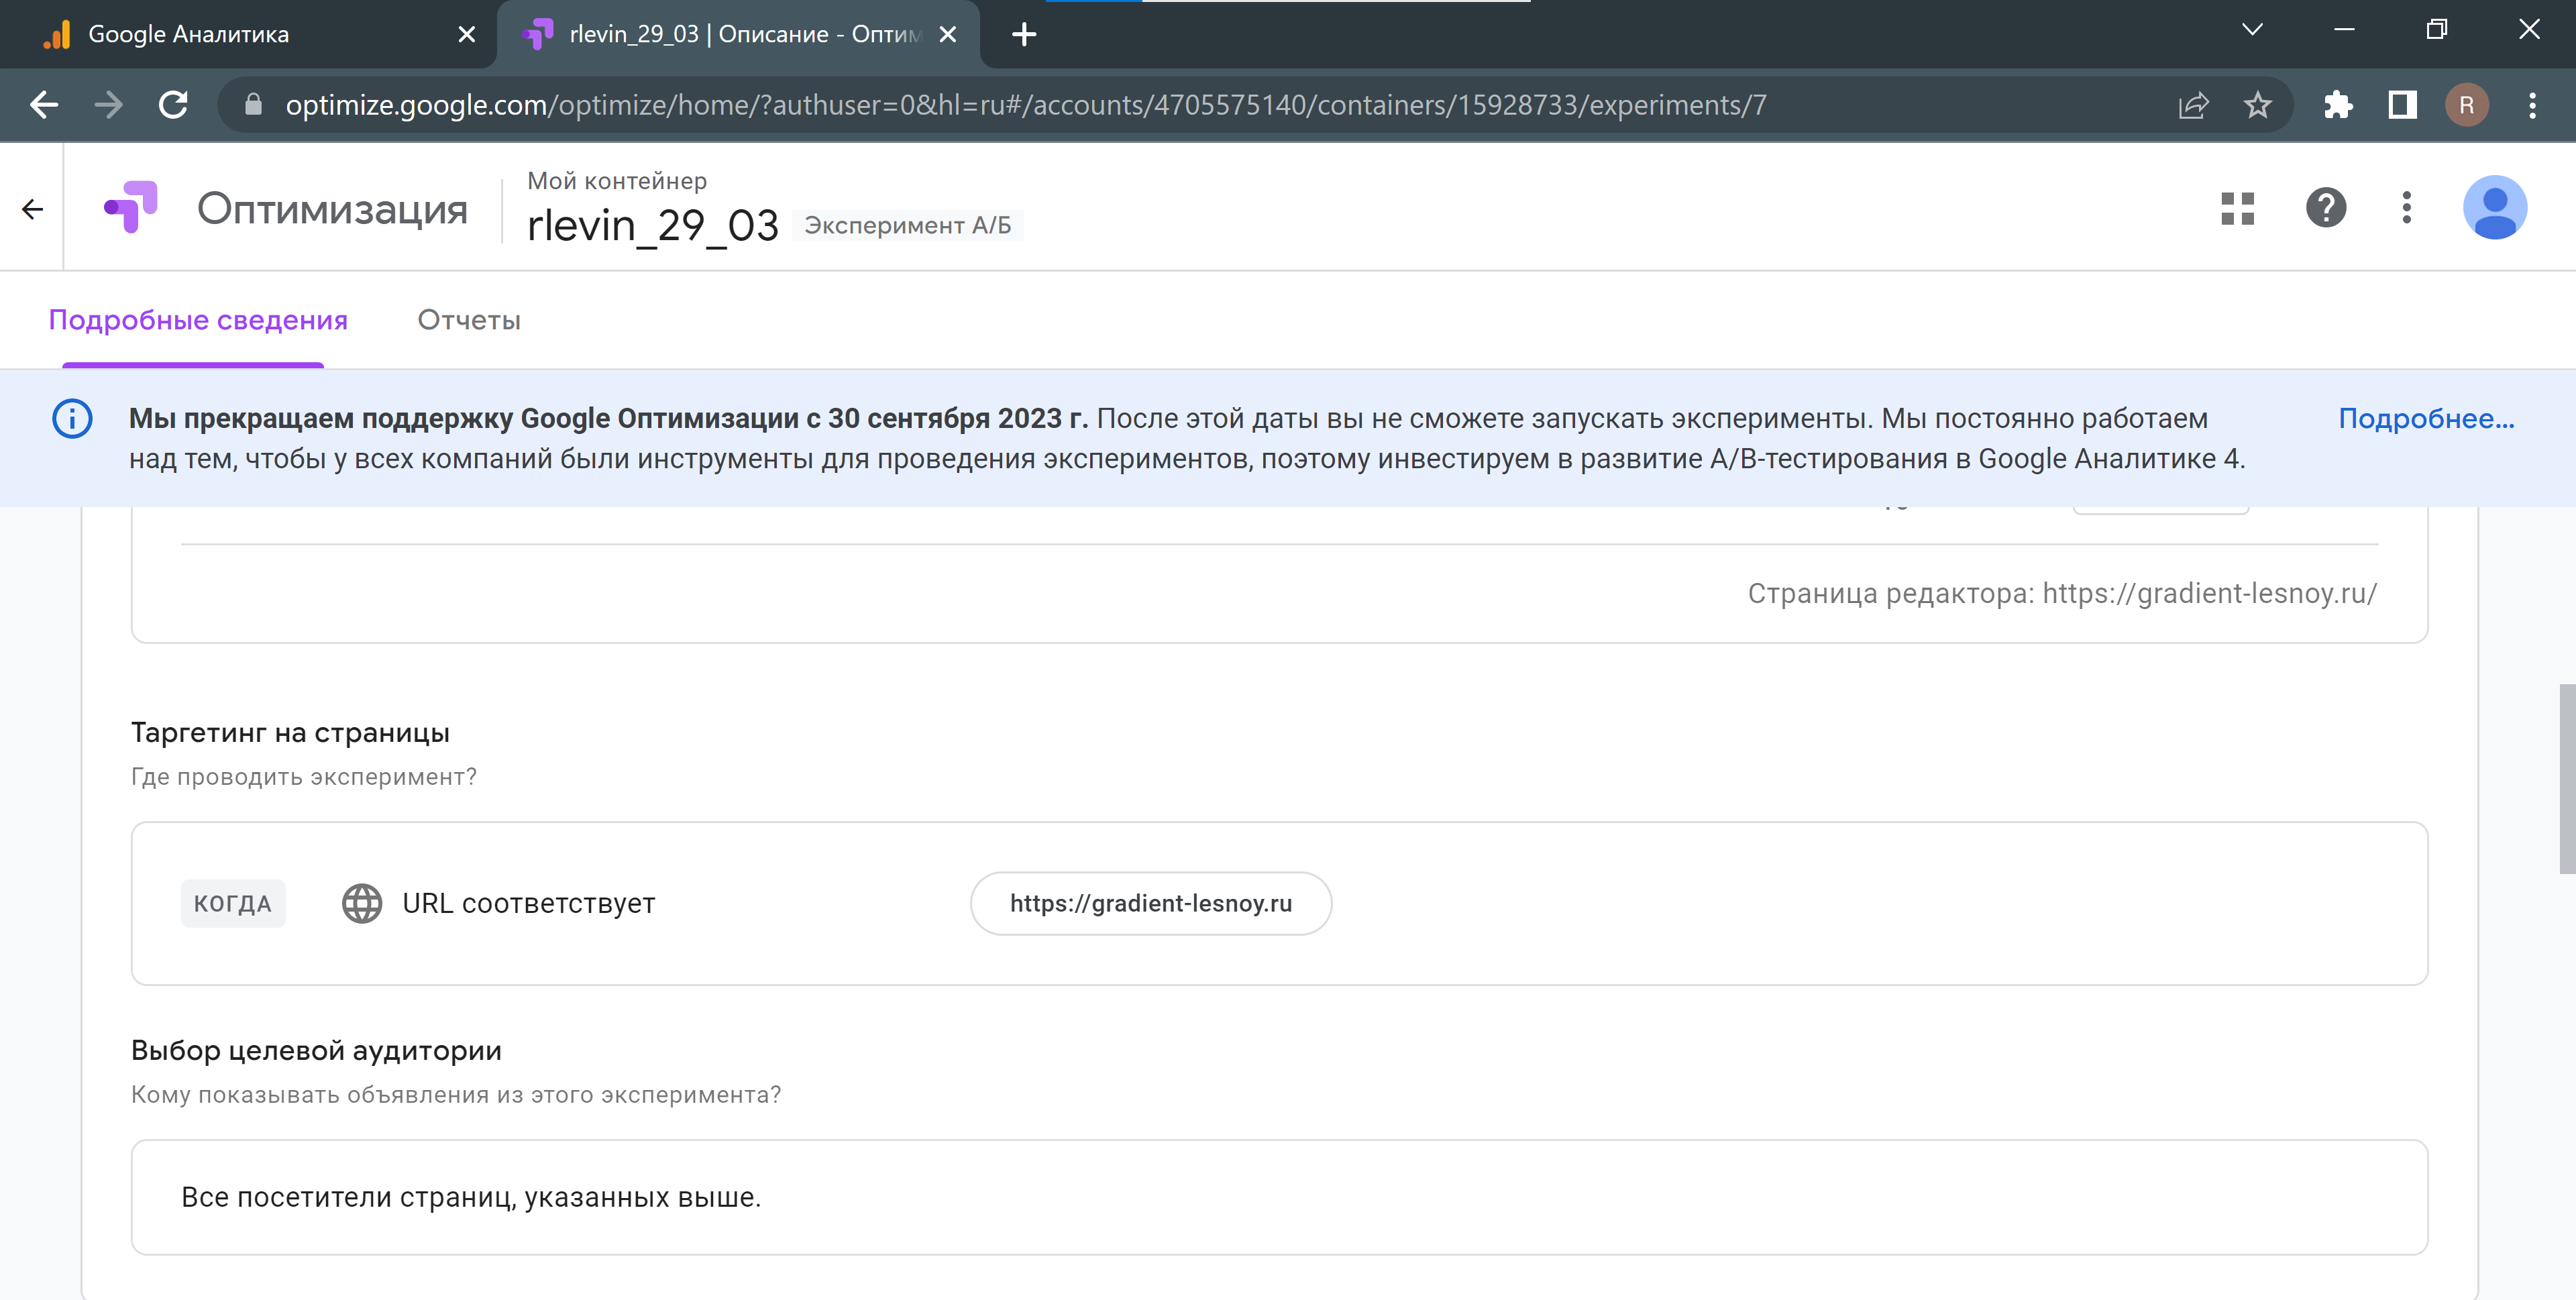 Google Аналитика
rlevin_29_03 | Описание - Оптим
optimize.google.com/optimize/home/?authuser=0&hl=ru#/accounts/4705575140/containers/15928733/experiments/7
R
Оптимизация
Мой контейнер
rlevin_29_03
Эксперимент А/Б
Подробные сведения
Отчеты
Мы прекращаем поддержку Google Оптимизации с 30 сентября 2023 г. После этой даты вы не сможете запускать эксперименты. Мы постоянно работаем
над тем, чтобы у всех компаний были инструменты для проведения экспериментов, поэтому инвестируем в развитие A/B-тестирования в Google Аналитике 4.
Подробнее...
Страница редактора: https://gradient-lesnoy.ru/
Таргетинг на страницы
Где проводить эксперимент?
КОГДА
URL соответствует
https://gradient-lesnoy.ru
Выбор целевой аудитории
Кому показывать объявления из этого эксперимента?
Все посетители страниц, указанных выше.